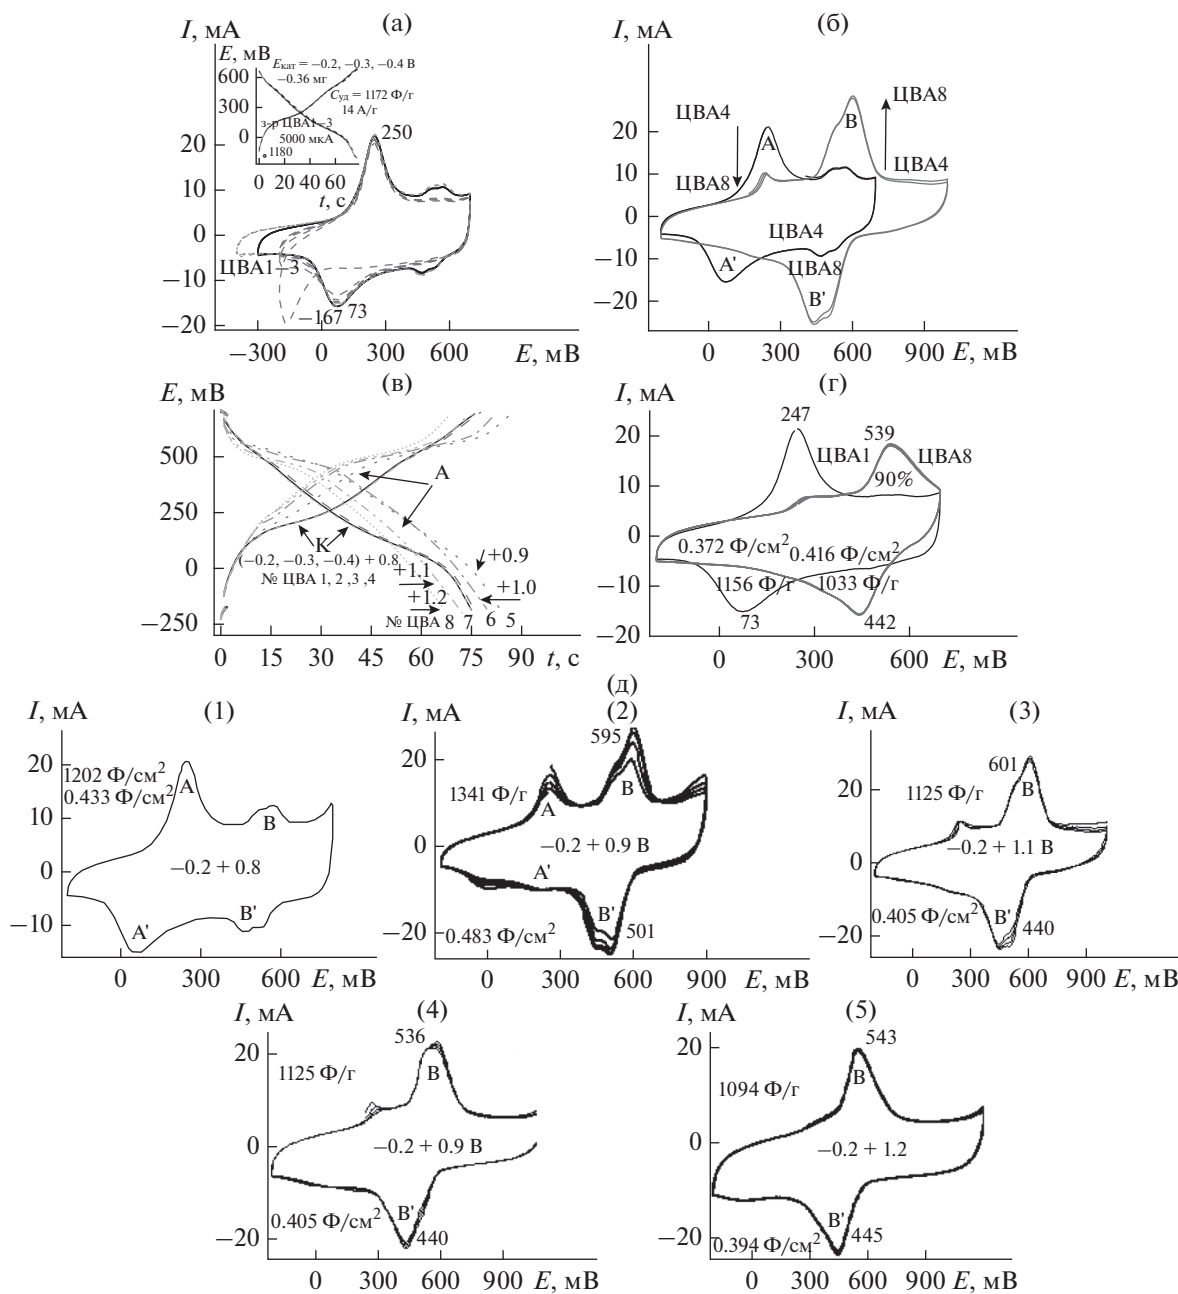 (а)
I, мА
E, мВ
Eкат = −0.2, −0.3, −0.4 В
−0.36 мг
Cуд = 1172 Ф/г
14 А/г
з-р ЦВА1−3
5000 мкА
1180
600
300
0
0 20 40 60
t, с
250
20
10
0
−10
−20
ЦВА1−3
−167 73
−300 0 300 600 E, мВ
(б)
I, мА
20
10
0
−10
−20
ЦВА4
ЦВА8
A
B
ЦВА8
ЦВА4
ЦВА4
ЦВА8
A'
B'
0 300 600 900 E, мВ
(в)
E, мВ
500
250
0
−250
A
К
(−0.2, −0.3, −0.4) + 0.8
№ ЦВА 1, 2 ,3 ,4
+0.9
+1.1
+1.0
+1.2
№ ЦВА 8 7 6 5
0 15 30 45 60 75 90 t, с
(г)
I, мА
20
10
0
−10
−20
247
539
ЦВА1
ЦВА8
90%
0.372 Ф/см²
0.416 Ф/см²
1156 Ф/г
1033 Ф/г
73
442
0 300 600 E, мВ
(д)
(1)
I, мА
20
10
0
−10
1202 Ф/см²
0.433 Ф/см²
A
B
−0.2 + 0.8
A'
B'
0 300 600 E, мВ
(2)
I, мА
20
0
−20
595
1341 Ф/г
A
B
−0.2 + 0.9 В
A'
B'
0.483 Ф/см²
501
0 300 600 900 E, мВ
(3)
I, мА
20
0
−20
601
1125 Ф/г
B
−0.2 + 1.1 В
0.405 Ф/см²
B'
440
0 300 600 900 E, мВ
(4)
I, мА
20
0
−20
536
1125 Ф/г
B
−0.2 + 0.9 В
B'
0.405 Ф/см²
440
0 300 600 900 E, мВ
(5)
I, мА
20
0
−20
543
1094 Ф/г
B
−0.2 + 1.2
B'
0.394 Ф/см²
445
0 300 600 900 E, мВ